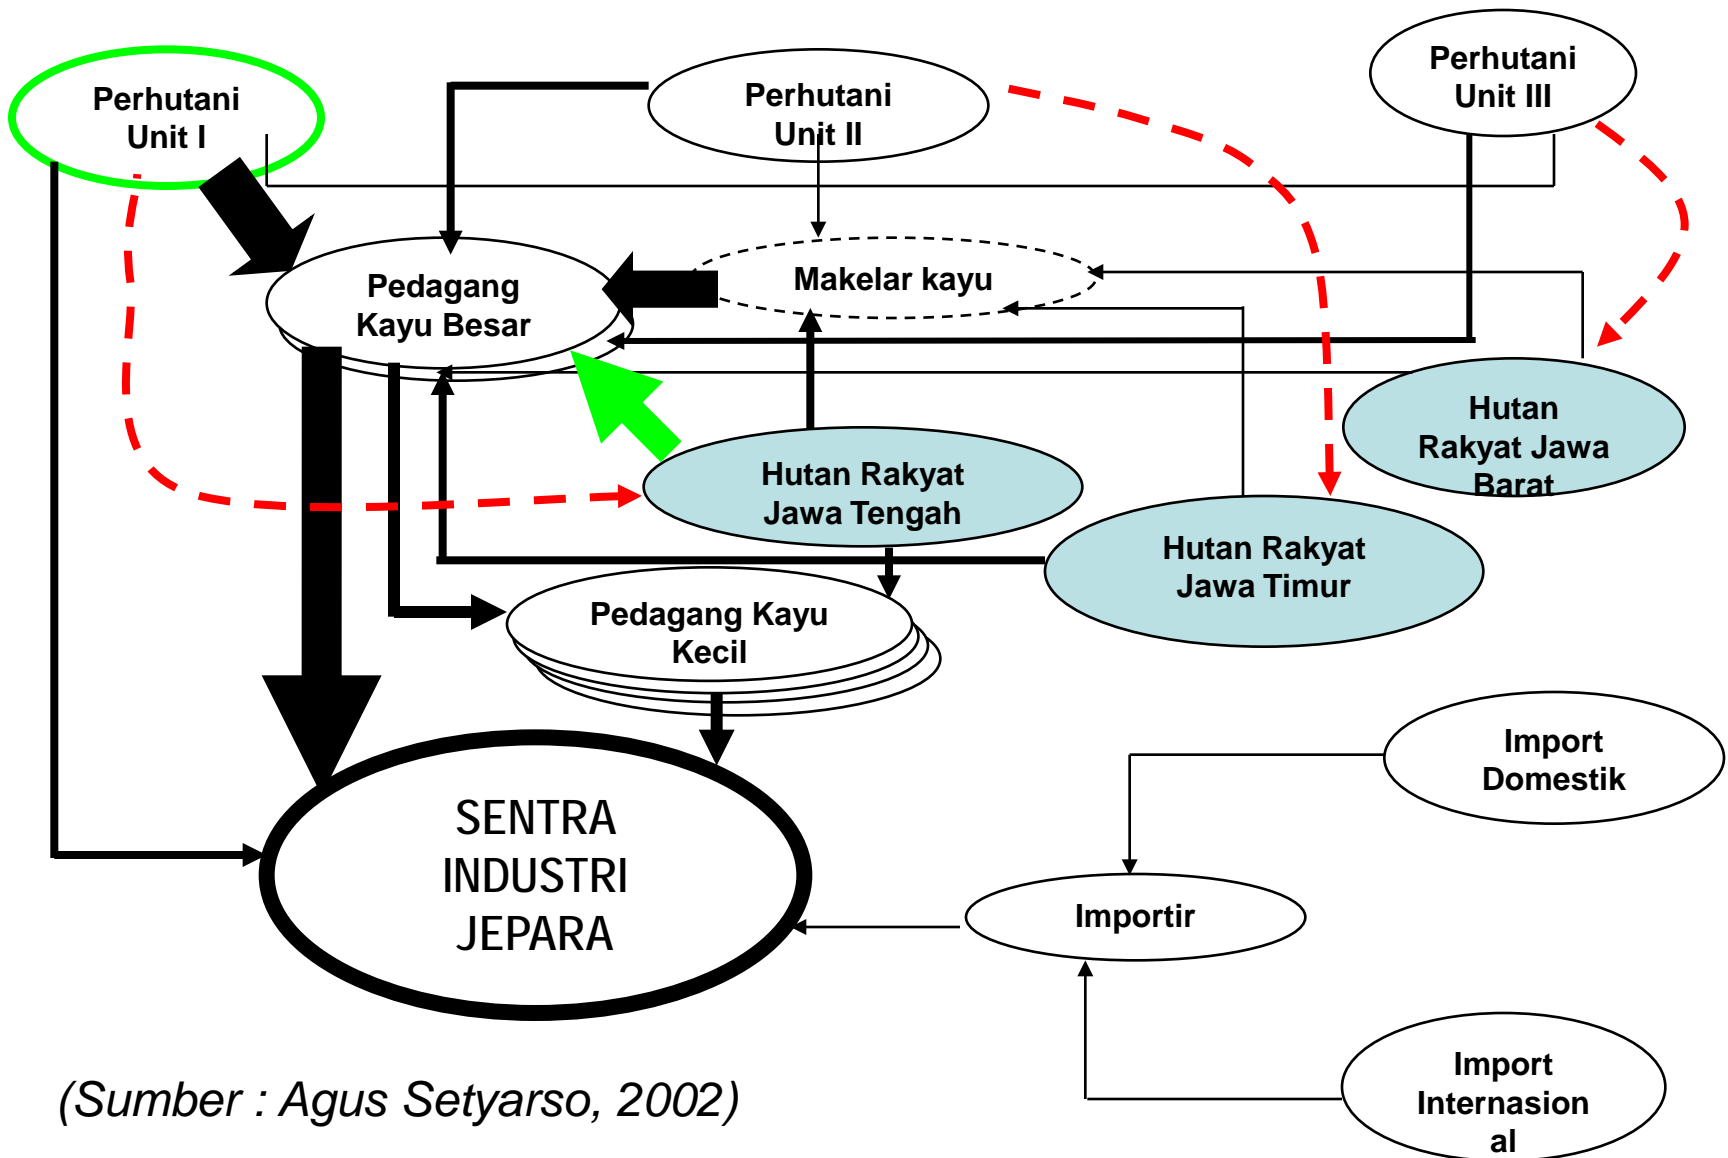 Perhutani
Unit I
Perhutani
Unit II
Perhutani
Unit III
Pedagang
Kayu Besar
Makelar kayu
Hutan
Rakyat Jawa
Barat
Hutan Rakyat
Jawa Tengah
Hutan Rakyat
Jawa Timur
Pedagang Kayu
Kecil
Import
Domestik
SENTRA
INDUSTRI
JEPARA
Importir
Import
Internasion
al
(Sumber : Agus Setyarso, 2002)